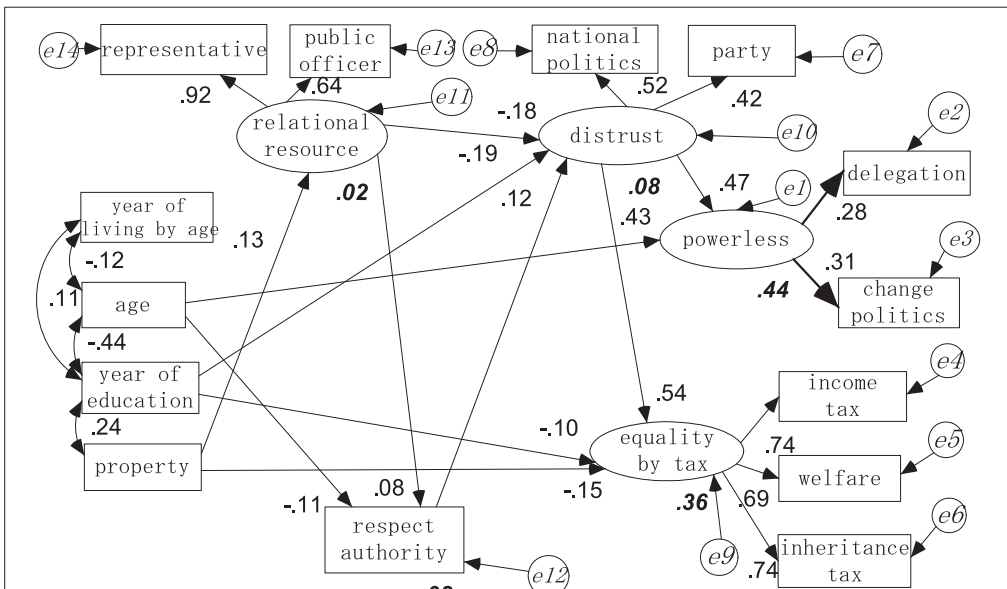 e14
representative
public
officer
e13
e8
national
politics
party
e7
.92
.64
e11
.52
.42
relational
resource
-.18
distrust
e10
e2
-.19
delegation
.02
.12
.08
.47
e1
.28
year of
living by age
.13
.43
powerless
e3
-.12
.31
.11
age
.44
change
politics
-.44
year of
education
e4
income
tax
.24
.54
-.10
equality
by tax
.74
e5
property
welfare
-.15
.08
.36
.69
-.11
respect
authority
e6
e9
inheritance
tax
.74
e12